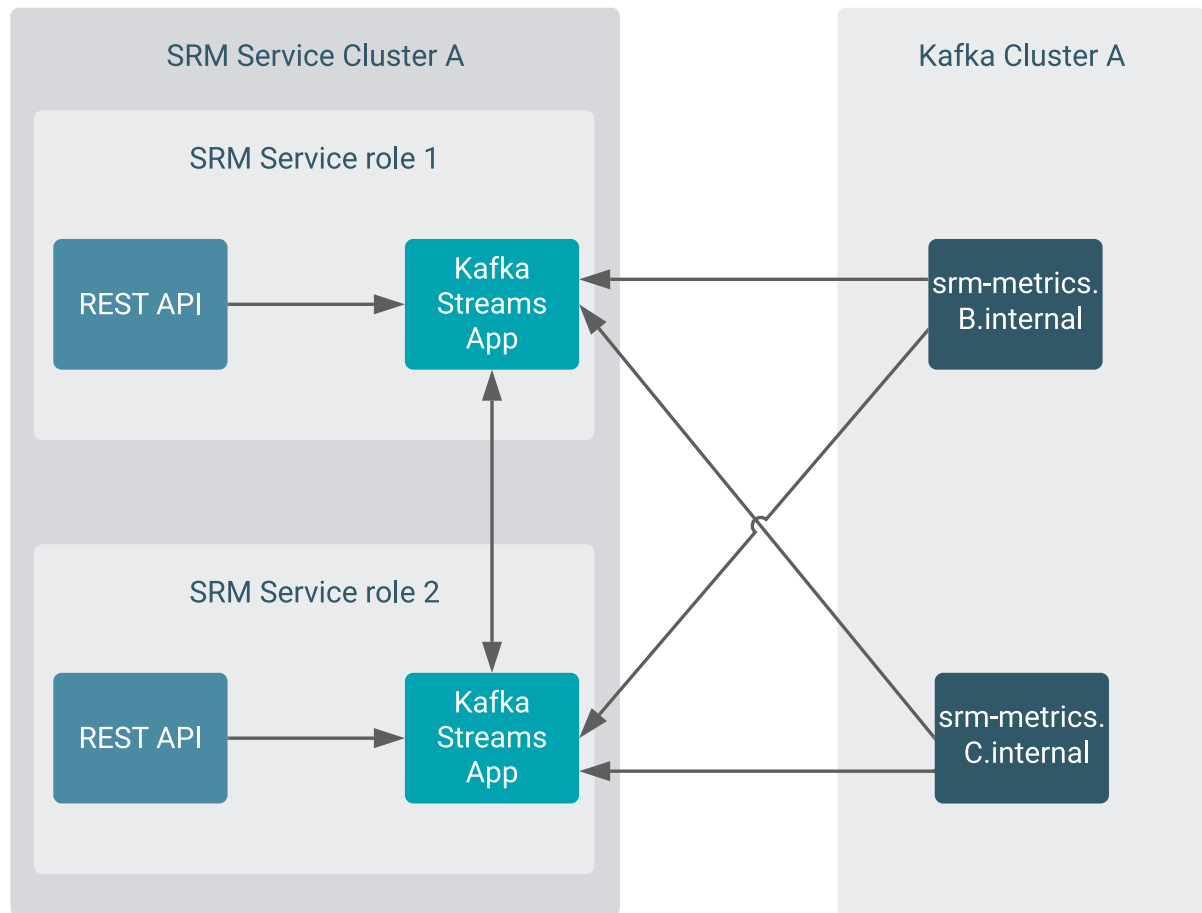 SRM Service Cluster A
Kafka Cluster A
SRM Service role 1
REST API
Kafka
Streams
App
srm-metrics.
B.internal
SRM Service role 2
REST API
Kafka
Streams
App
srm-metrics.
C.internal